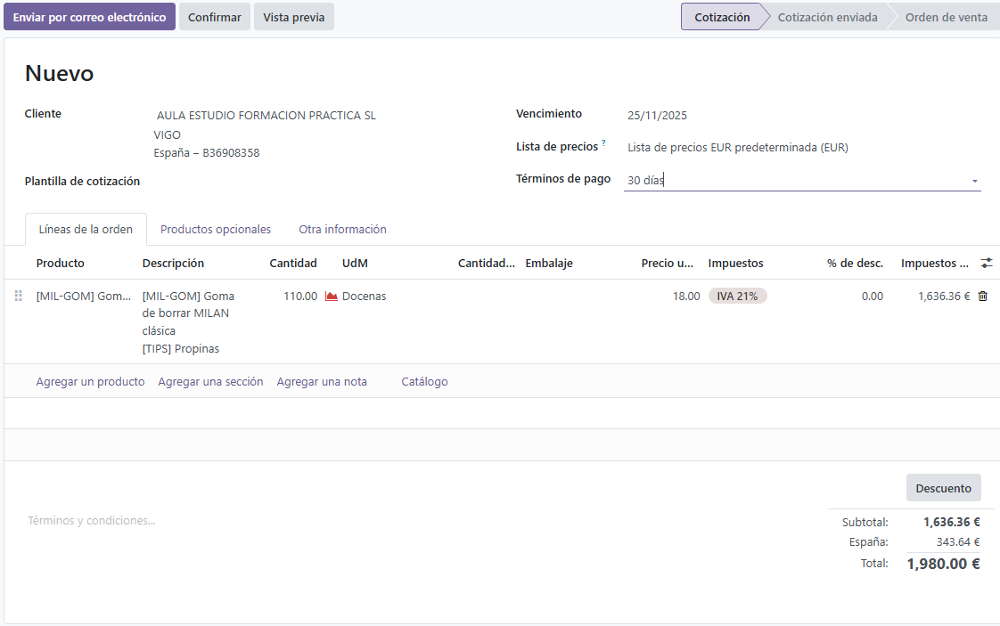 Enviar por correo electrónico Confirmar Vista previa Cotización Cotización enviada Orden de venta
Nuevo
Cliente AULA ESTUDIO FORMACION PRACTICA SL
VIGO
España – B36908358
Plantilla de cotización
Vencimiento 25/11/2025
Lista de precios ? Lista de precios EUR predeterminada (EUR)
Términos de pago 30 días
Líneas de la orden Productos opcionales Otra información
Producto Descripción Cantidad UdM Cantidad... Embalaje Precio u... Impuestos % de desc. Impuestos ...
[MIL-GOM] Gom... [MIL-GOM] Goma 110.00 Docenas 18.00 IVA 21% 0.00 1,636.36 €
de borrar MILAN
clásica
[TIPS] Propinas
Agregar un producto Agregar una sección Agregar una nota Catálogo
Descuento
Términos y condiciones...
Subtotal: 1,636.36 €
España: 343.64 €
Total: 1,980.00 €